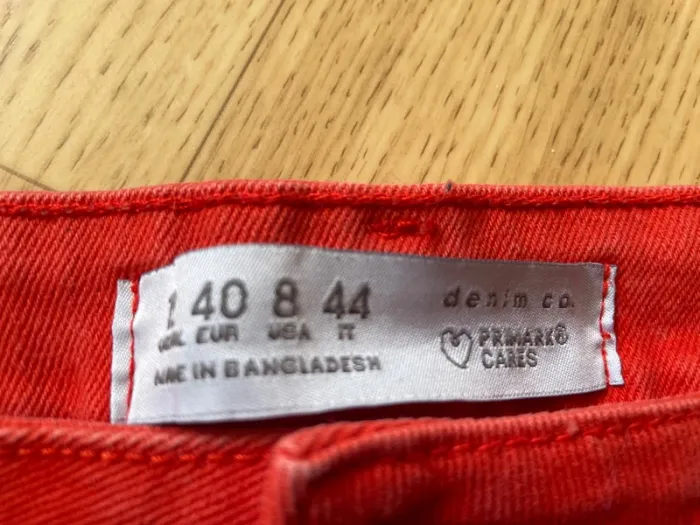 40 8 44
EUR USA IT
IN BANGLADESH
denim co.
PRIMARK®
CARES